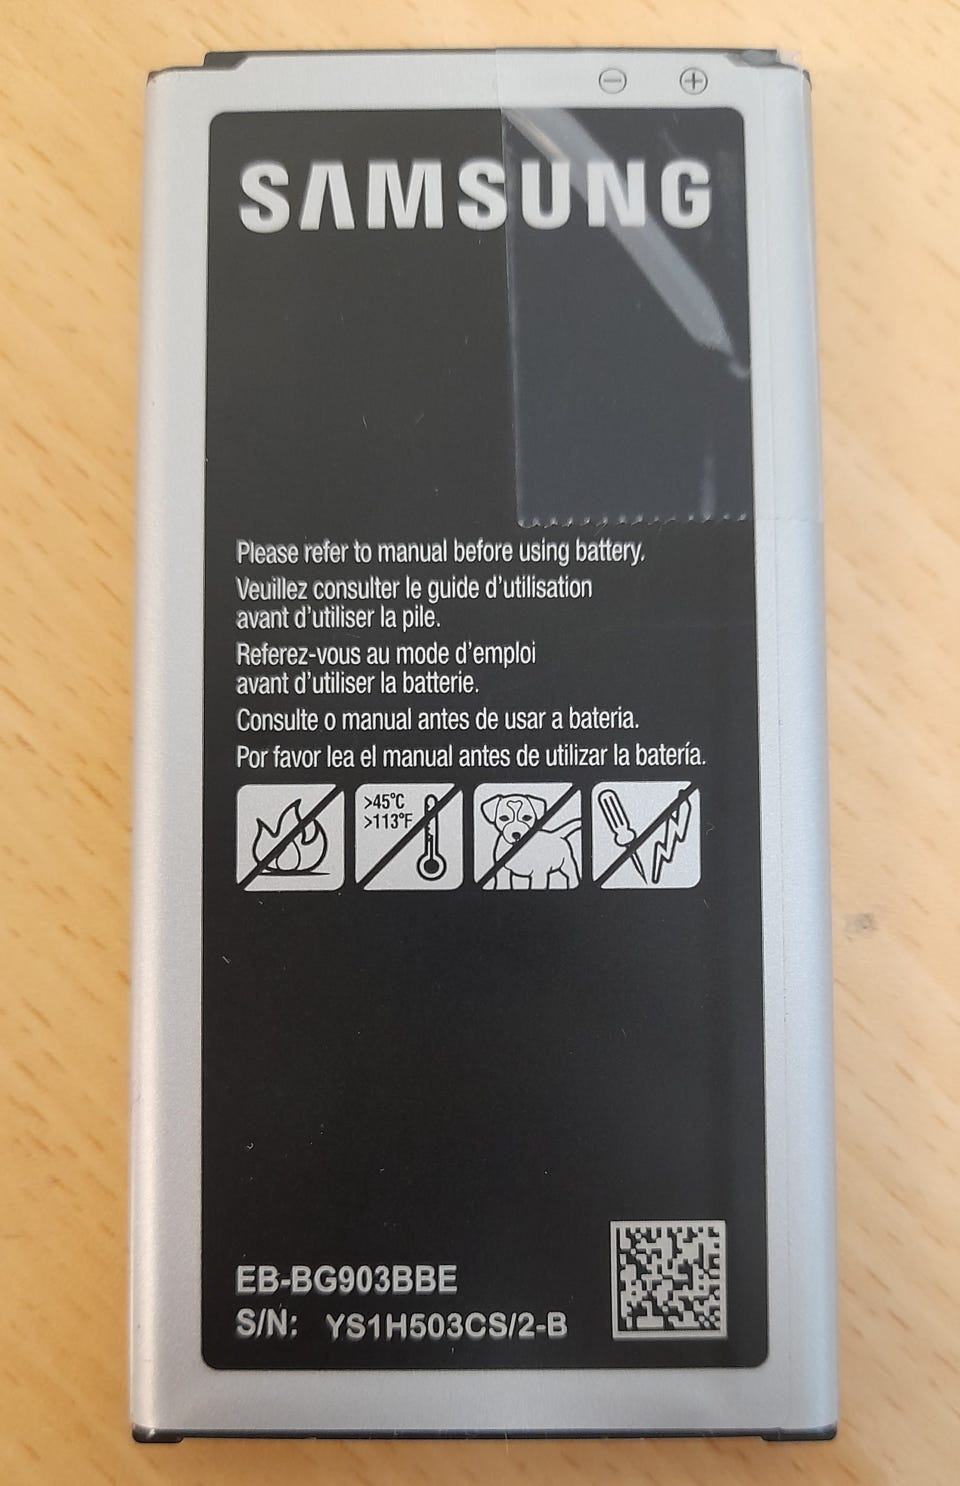 ⊖ ⊕
SAMSUNG
Please refer to manual before using battery.
Veuillez consulter le guide d'utilisation
avant d'utiliser la pile.
Referez-vous au mode d'emploi
avant d'utiliser la batterie.
Consulte o manual antes de usar a bateria.
Por favor lea el manual antes de utilizar la batería.
>45°C
>113°F
EB-BG903BBE
S/N: YS1H503CS/2-B